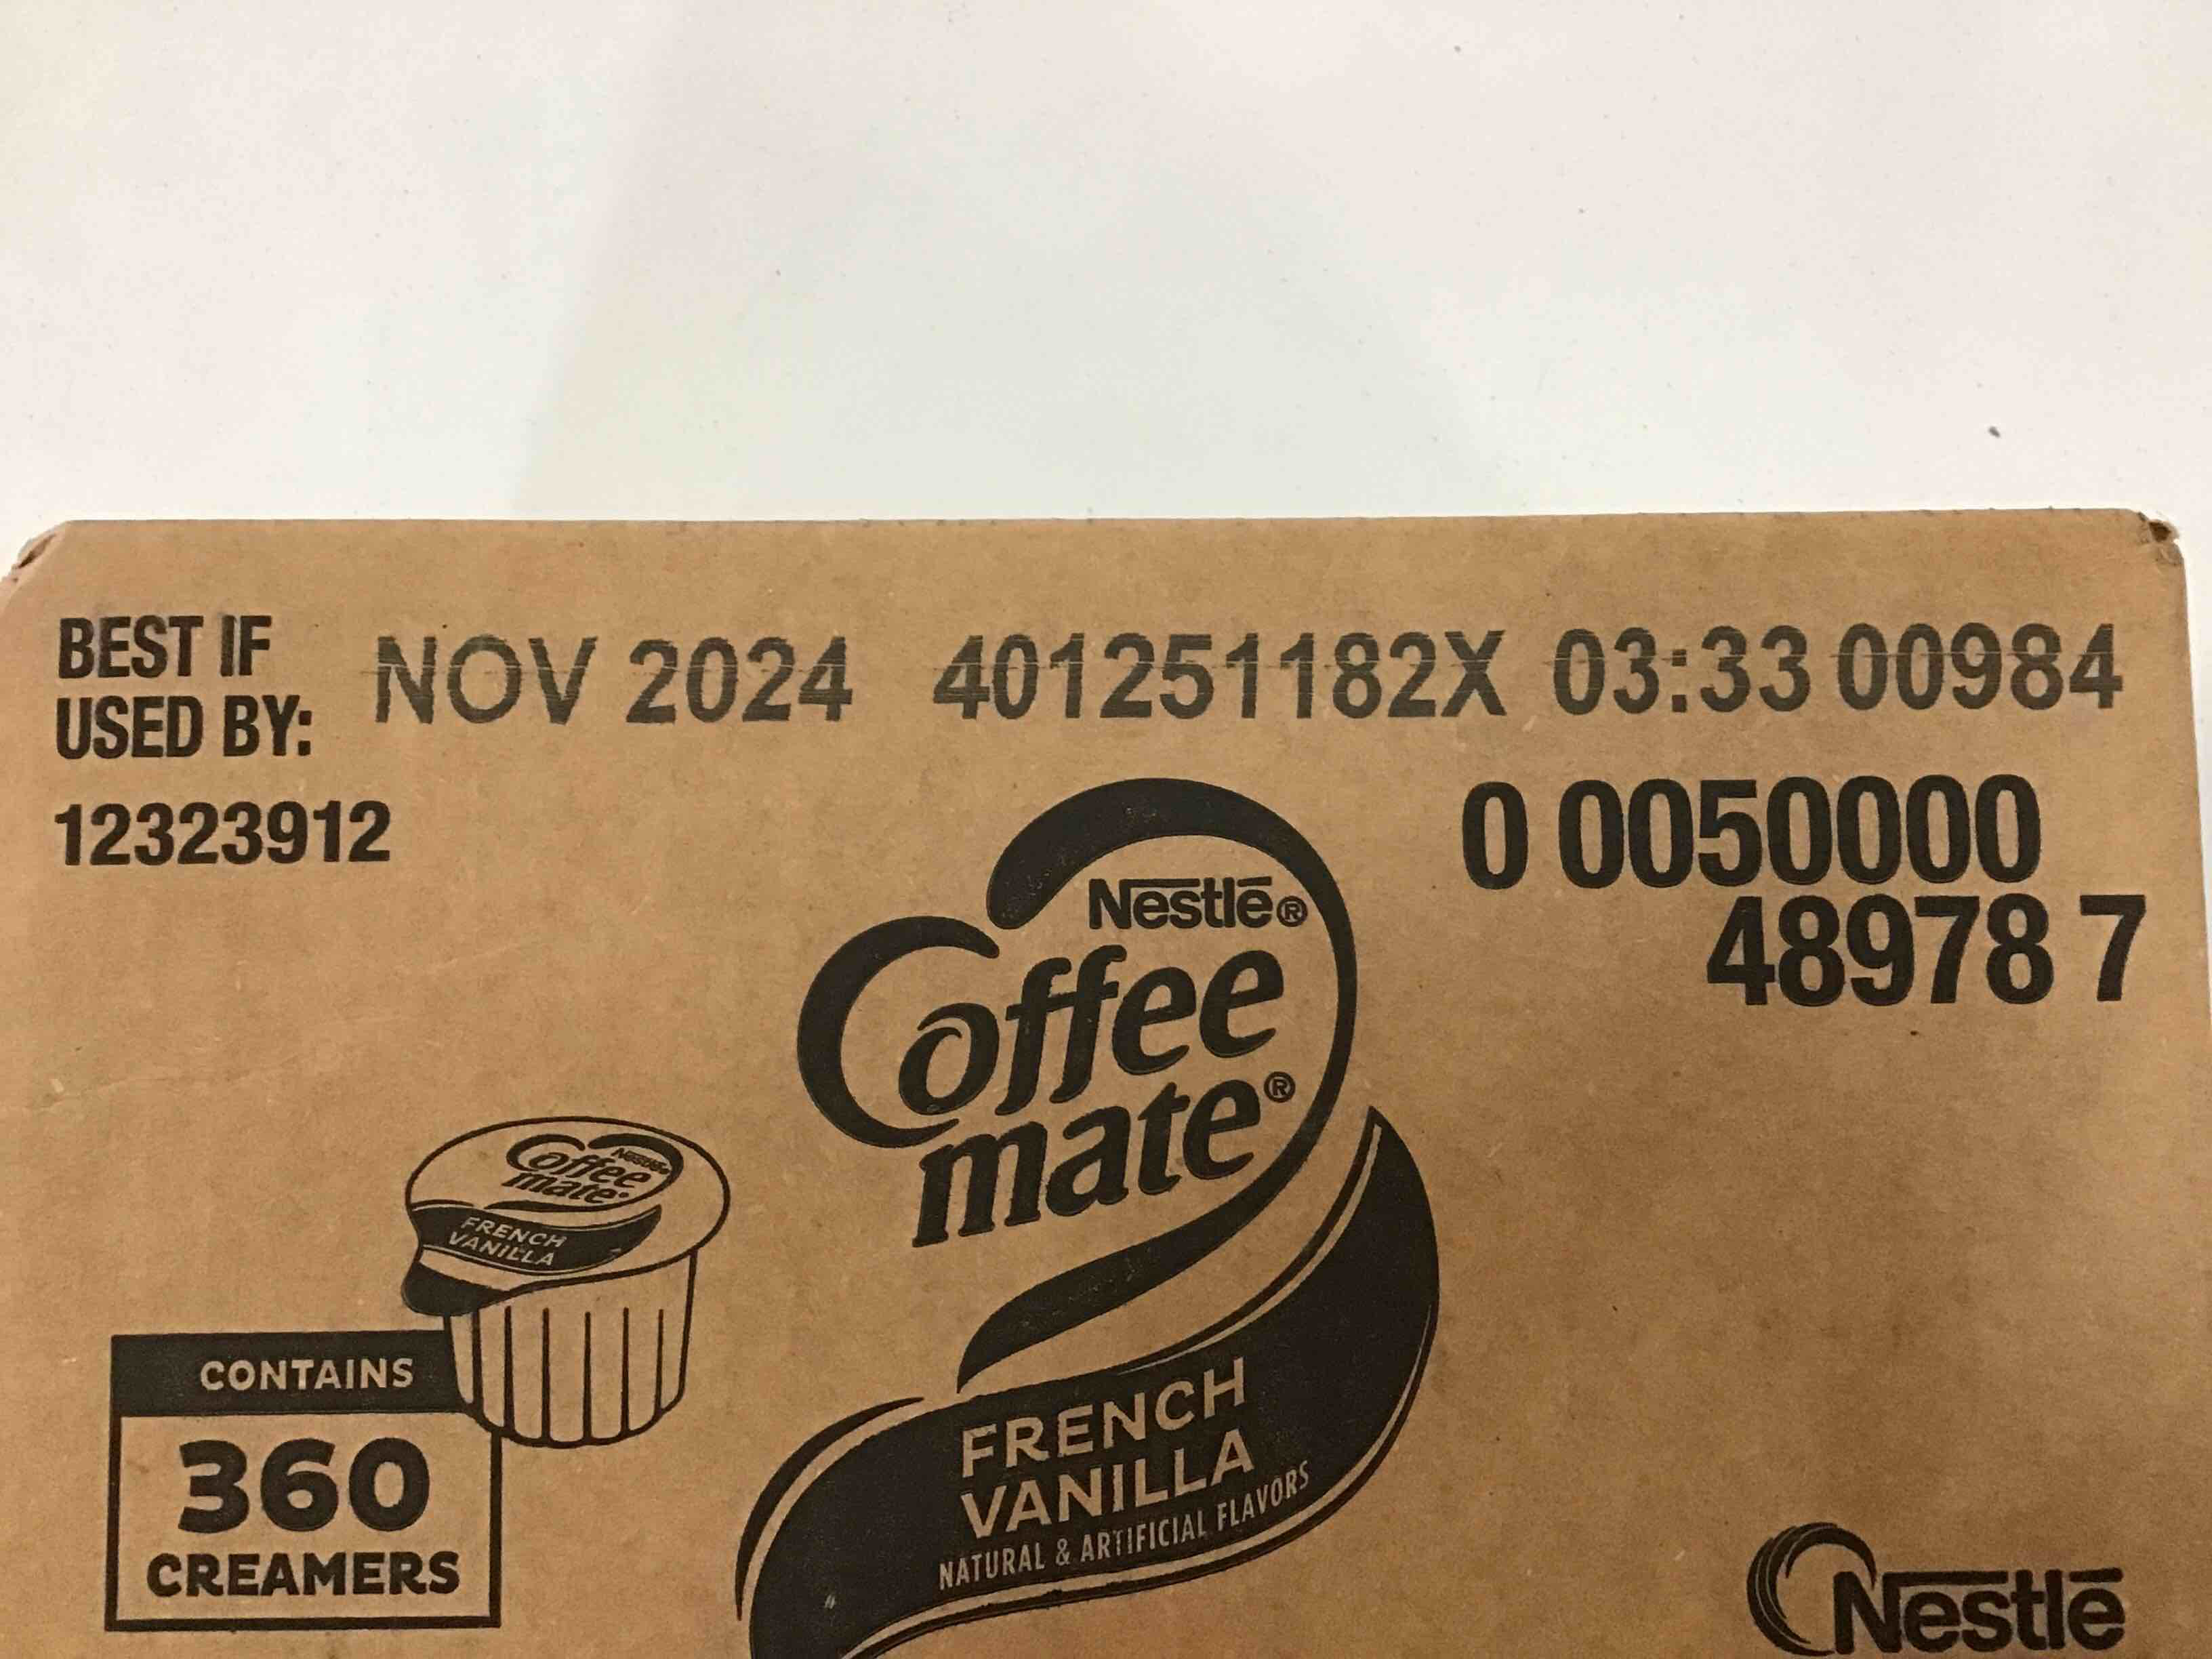 BEST IF
USED BY:
NOV 2024 401251182X 03:33 00984
12323912
0 0050000
48978 7
Nestlé®
Coffee
mate®
Nestlé®
Coffee
mate®
FRENCH
VANILLA
CONTAINS
360
CREAMERS
FRENCH
VANILLA
NATURAL & ARTIFICIAL FLAVORS
Nestlé